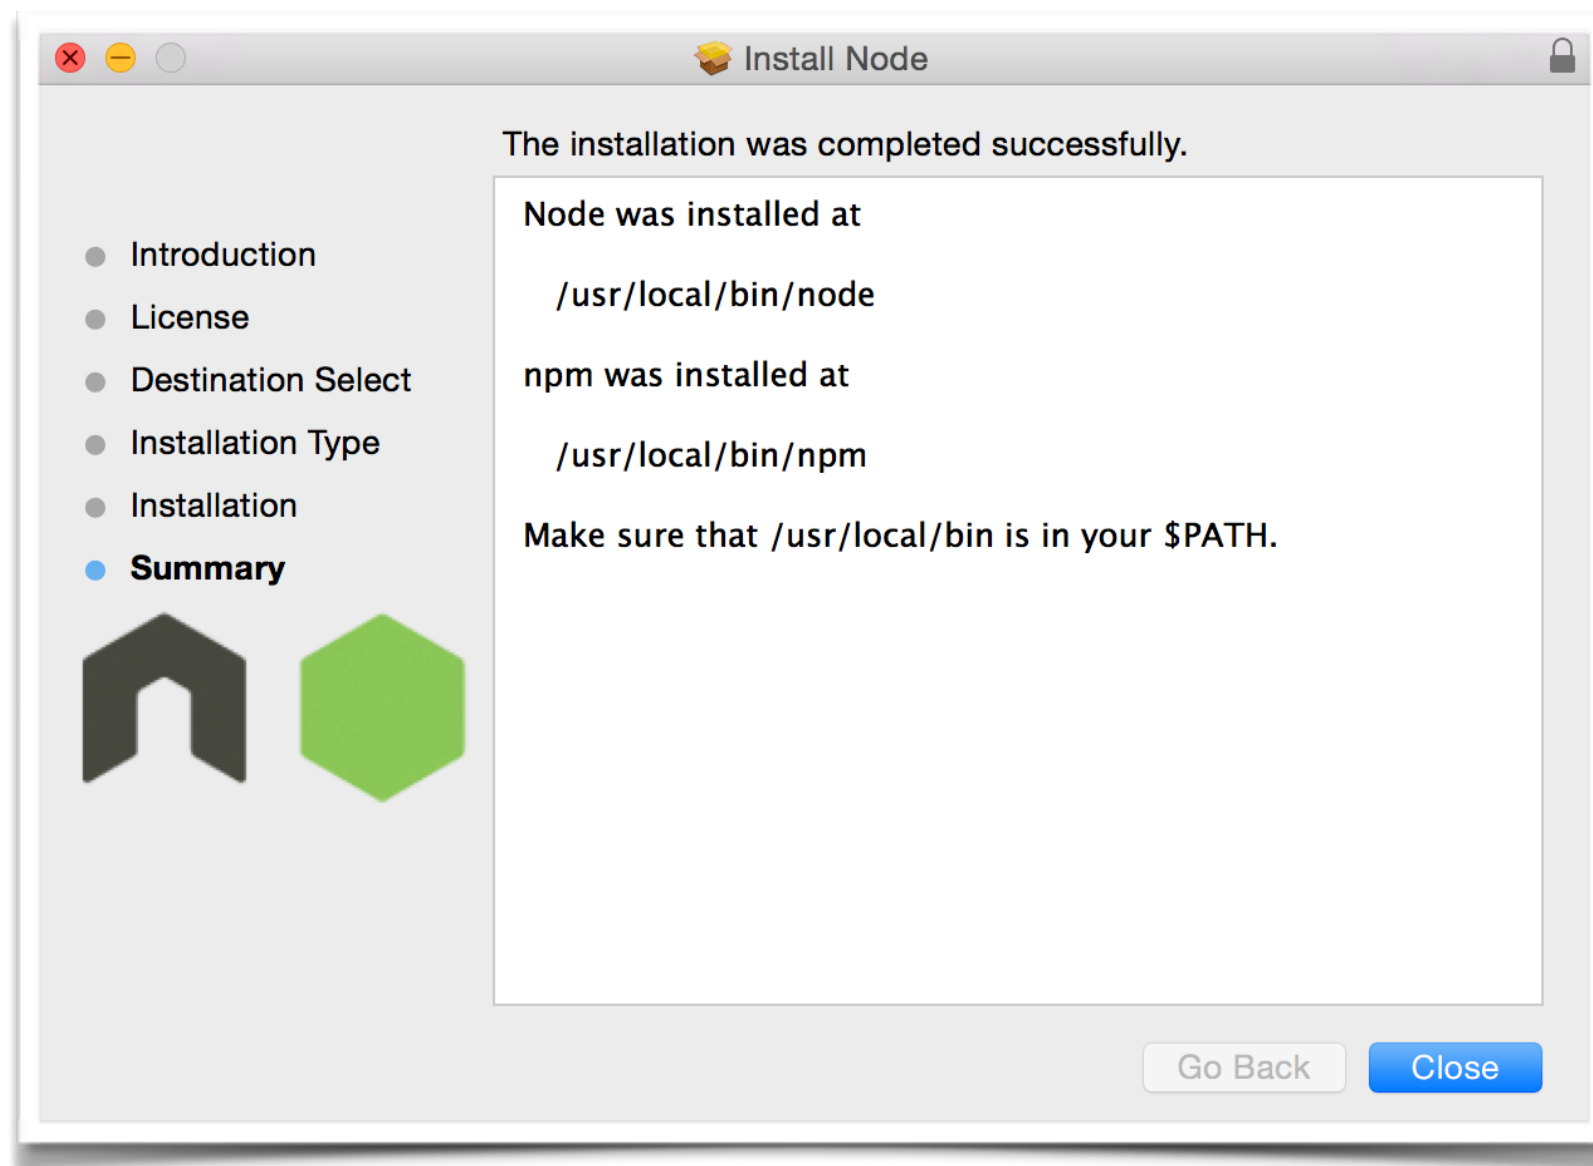 Install Node
The installation was completed successfully.
Introduction
License
Destination Select
Installation Type
Installation
Summary
Node was installed at
/usr/local/bin/node
npm was installed at
/usr/local/bin/npm
Make sure that /usr/local/bin is in your $PATH.
Go Back
Close